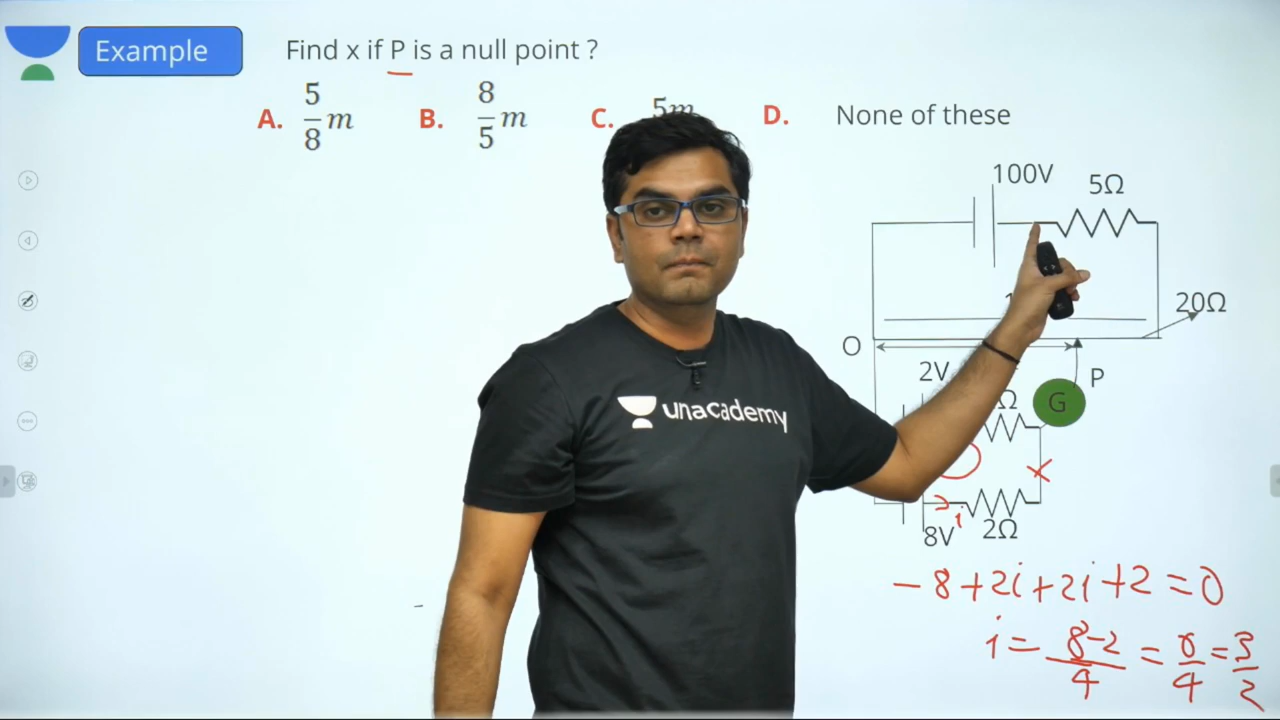 Example
Find x if P is a null point ?
A. 5/8 m B. 8/5 m C. 5m D. None of these
100V
5Ω
20Ω
O
2V
P
G
Ω
unacademy
i
8V
2Ω
-8+2i+2i+2=0
i = 8-2/4 = 6/4 = 3/2